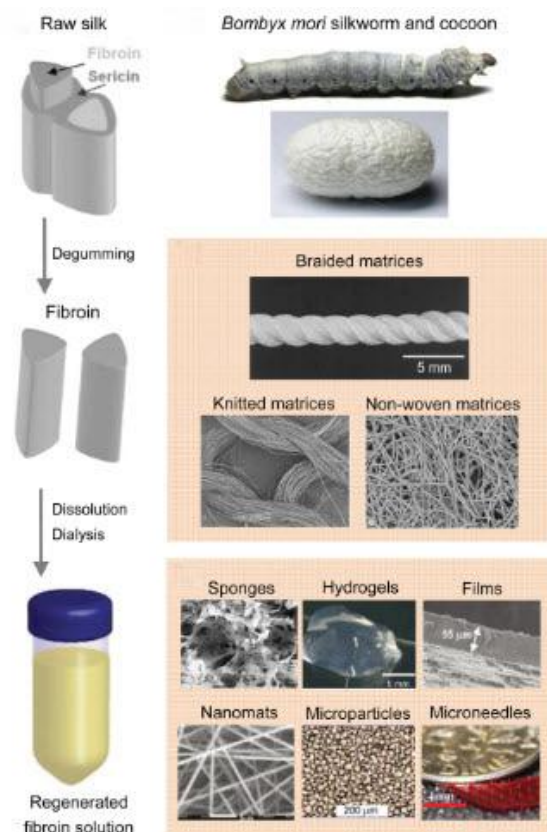 Raw silk
Fibroin
Sericin
Degumming
Fibroin
Dissolution
Dialysis
Regenerated
fibroin solution
Bombyx mori silkworm and cocoon
Braided matrices
5 mm
Knitted matrices
Non-woven matrices
Sponges
Hydrogels
Films
1 mm
55 µm
Nanomats
Microparticles
Microneedles
200 µm